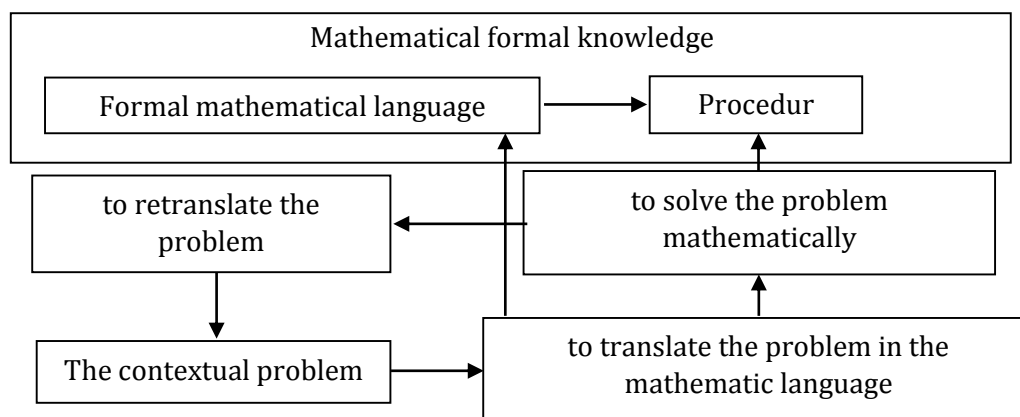 Mathematical formal knowledge
Formal mathematical language
Procedur
to retranslate the
problem
to solve the problem
mathematically
The contextual problem
to translate the problem in the
mathematic language